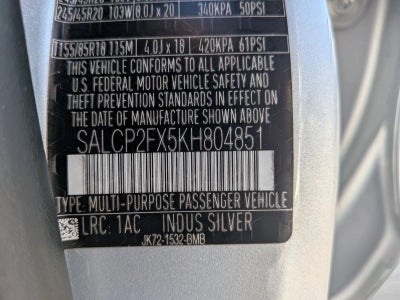 245/45R20 103W 8.0J x 20 340KPA 50PSI
T155/85R18 115M 4.0J x 18 420KPA 61PSI
THIS VEHICLE CONFORMS TO ALL APPLICABLE
U.S. FEDERAL MOTOR VEHICLE SAFETY
AND THEFT PREVENTION STANDARDS IN EFFECT ON
THE DATE OF MANUFACTURE SHOWN ABOVE
SALCP2FX5KH804851
TYPE: MULTI-PURPOSE PASSENGER VEHICLE
LRC: 1AC INDUS SILVER
JK72-1532-BMB